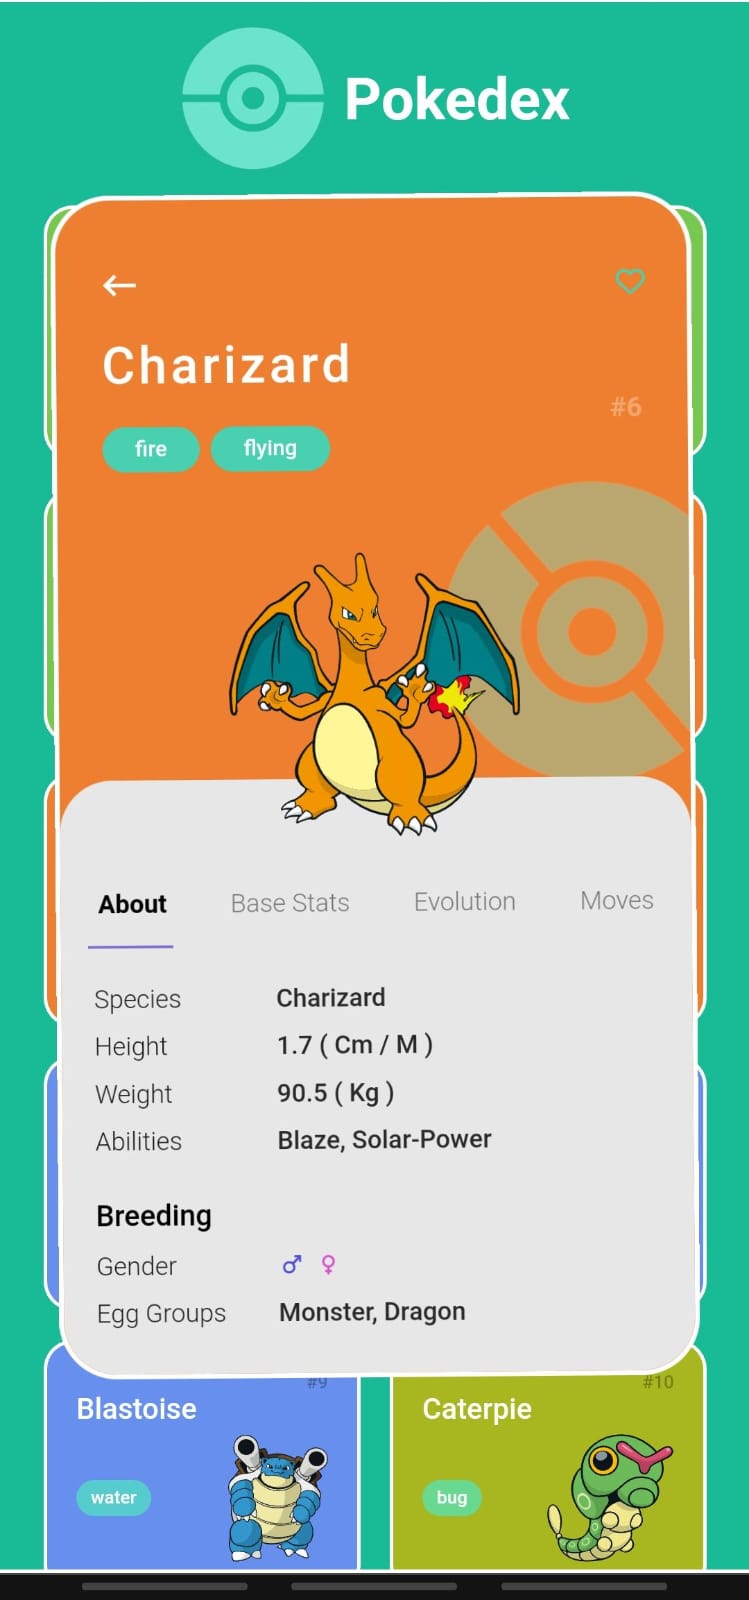 Pokedex
Charizard
#6
fire flying
About Base Stats Evolution Moves
Species Charizard
Height 1.7 ( Cm / M )
Weight 90.5 ( Kg )
Abilities Blaze, Solar-Power
Breeding
Gender ♂ ♀
Egg Groups Monster, Dragon
#9 #10
Blastoise Caterpie
water bug